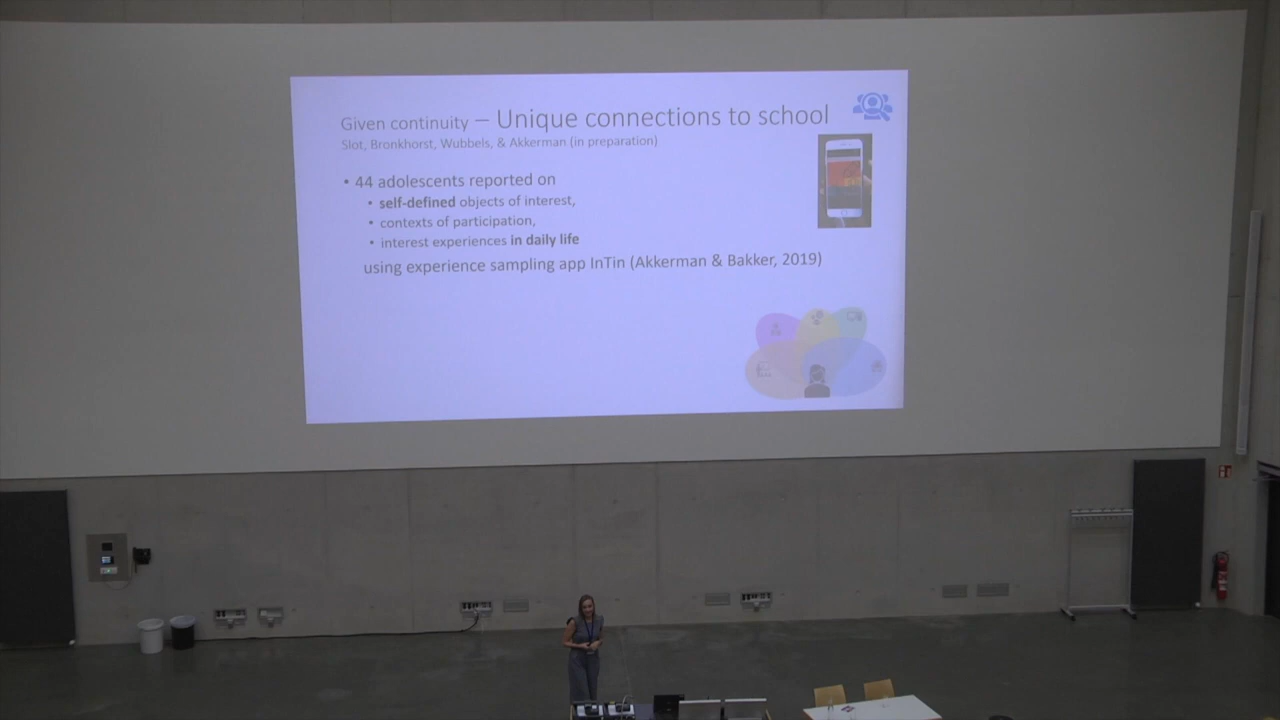 Given continuity – Unique connections to school
Slot, Bronkhorst, Wubbels, & Akkerman (in preparation)
• 44 adolescents reported on
• self-defined objects of interest,
• contexts of participation,
• interest experiences in daily life
using experience sampling app InTin (Akkerman & Bakker, 2019)